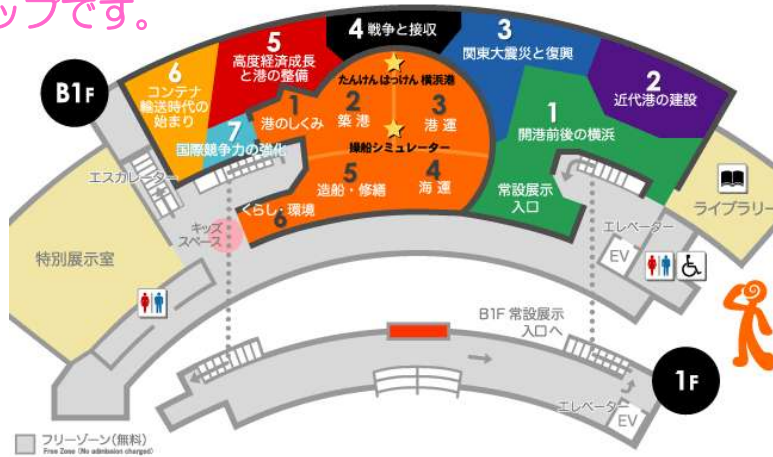 ップです。
B1F
6
コンテナ
輸送時代の
始まり
5
高度経済成長
と港の整備
4 戦争と接収
3
関東大震災と復興
2
近代港の建設
1
開港前後の横浜
7
国際競争力の強化
たんけんはっけん 横浜港
1
港のしくみ
2
築港
3
港運
操船シミュレーター
5
造船・修繕
4
海運
くらし・環境
6
常設展示
入口
エスカレーター
キッズ
スペース
特別展示室
ライブラリー
エレベーター
EV
B1F 常設展示
入口へ
1F
エレベーター
EV
フリーゾーン(無料)
Free Zone (No admission charged)